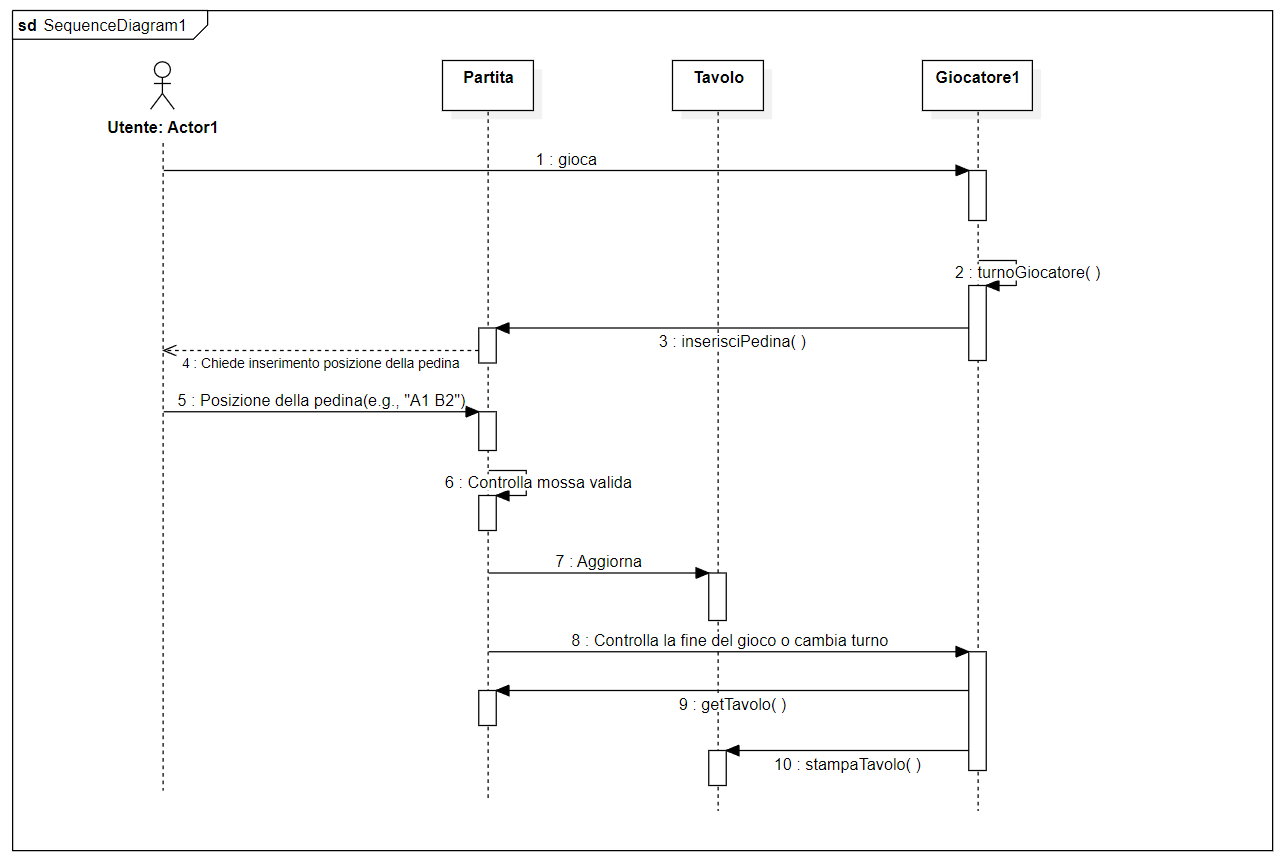 sd SequenceDiagram1
Utente: Actor1
Partita
Tavolo
Giocatore1
1 : gioca
2 : turnoGiocatore( )
3 : inserisciPedina( )
4 : Chiede inserimento posizione della pedina
5 : Posizione della pedina(e.g., "A1 B2")
6 : Controlla mossa valida
7 : Aggiorna
8 : Controlla la fine del gioco o cambia turno
9 : getTavolo( )
10 : stampaTavolo( )